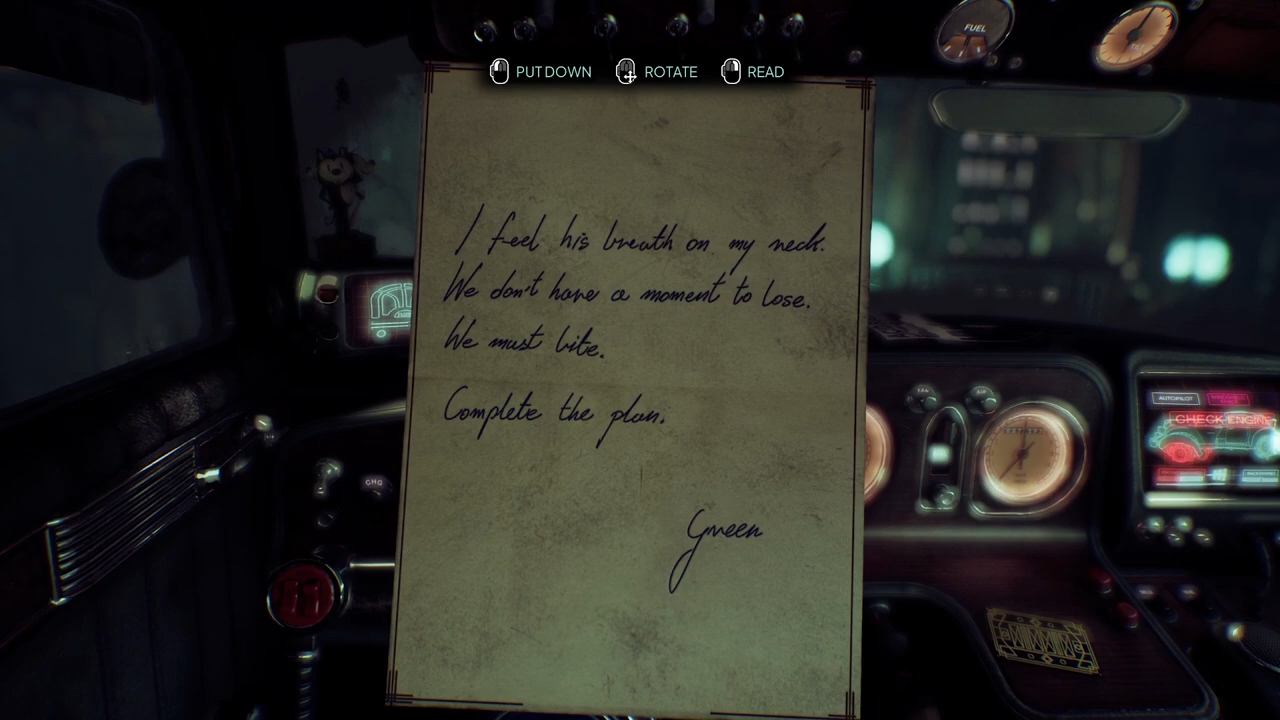 FUEL
PUT DOWN ROTATE READ
I feel his breath on my neck.
We don't have a moment to lose.
We must bite.
Complete the plan.
Green
CHG
AUTOPILOT
CHECK ENGINE